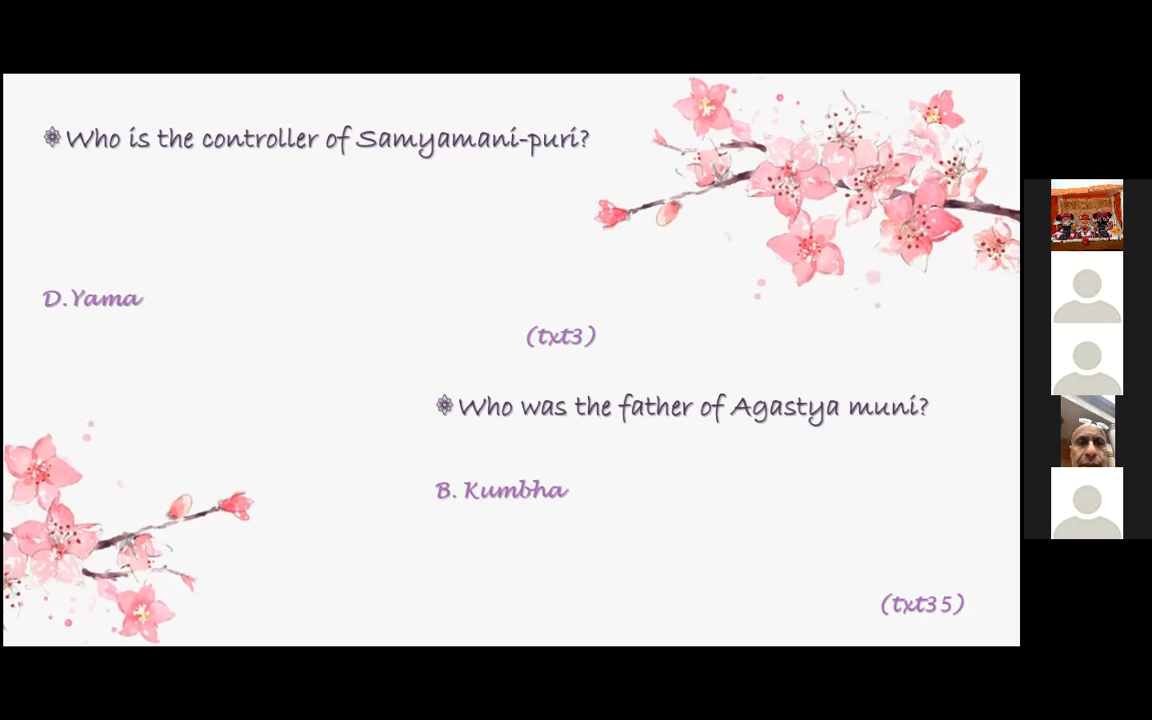 Who is the controller of Samyamani-puri?
D.Yama
(txt3)
Who was the father of Agastya muni?
B. Kumbha
(txt35)